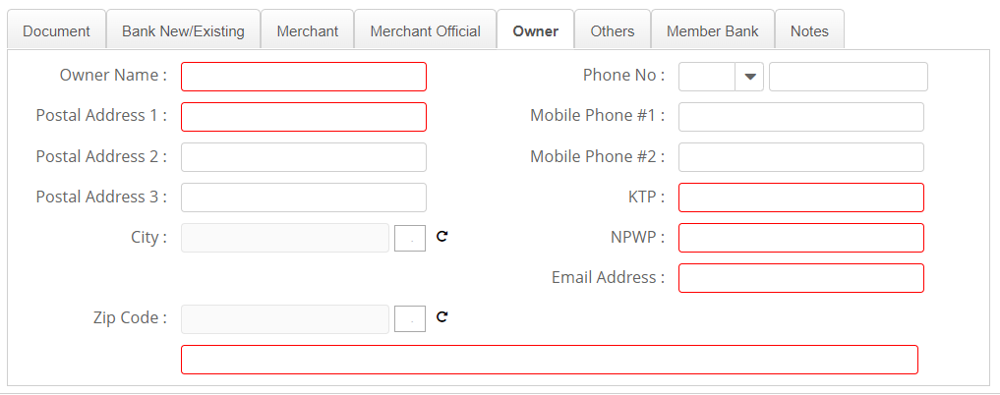 Document Bank New/Existing Merchant Merchant Official Owner Others Member Bank Notes
Owner Name :
Phone No :
Postal Address 1 :
Mobile Phone #1 :
Postal Address 2 :
Mobile Phone #2 :
Postal Address 3 :
KTP :
City :
NPWP :
Email Address :
Zip Code :